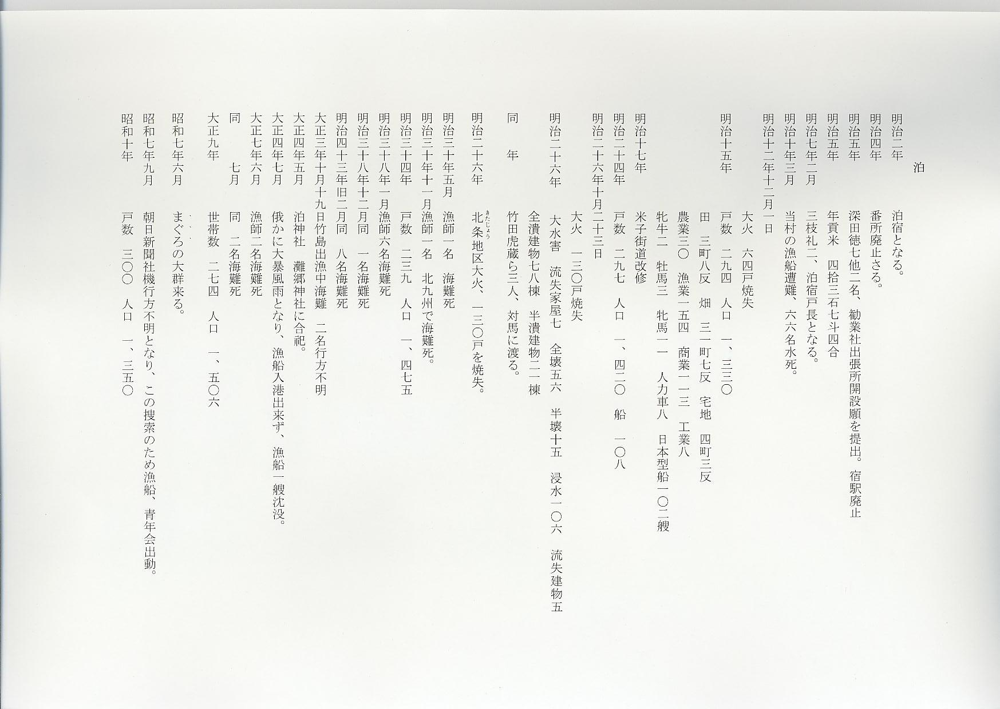 泊
明治二年　泊宿となる。
明治四年　番所廃止さる。
明治五年　深田徳七他二名、勧業社出張所開設願を提出。宿駅廃止
明治五年　年貢米　四拾三石七斗四合
明治七年二月　三枝礼二、泊宿戸長となる。
明治十年三月　当村の漁船遭難、六六名水死。
明治十二年十二月一日
大火　六四戸焼失
明治十五年　戸数　二九四　人口　一、三三〇
田　三町八反　畑　三一町七反　宅地　四町三反
農業三〇　漁業一五四　商業一一三　工業八
牝牛二　牡馬三　牝馬一一　人力車八　日本型船一〇二艘
明治十七年　米子街道改修
明治二十四年　戸数　二九七　人口　一、四二〇　船　一〇八
明治二十六年十月二十三日
大火　一三〇戸焼失
明治二十六年　大水害　流失家屋七　全壊五六　半壊十五　浸水一〇六　流失建物五
全潰建物七八棟　半潰建物二一棟
同　年　竹田虎蔵ら三人、対馬に渡る。
明治二十六年　北条地区大火、一三〇戸を焼失。
きたじょう
明治三十年五月　漁師一名　海難死
明治三十年十一月漁師一名　北九州で海難死。
明治三十四年　戸数　二三九　人口　一、四七五
明治三十八年一月漁師六名海難死
明治三十八年十二月同　一名海難死
明治四十三年旧二月同　八名海難死
大正三年十月十九日竹島出漁中海難　二名行方不明
大正四年五月　泊神社　灘郷神社に合祀。
大正四年七月　俄かに大暴風雨となり、漁船入港出来ず、漁船一艘沈没。
大正七年六月　漁師二名海難死
同　七月　同　二名海難死
大正九年　世帯数　二七四　人口　一、五〇六
昭和七年六月　まぐろの大群来る。
昭和七年九月　朝日新聞社機行方不明となり、この捜索のため漁船、青年会出動。
昭和十年　戸数　三〇〇　人口　一、三五〇